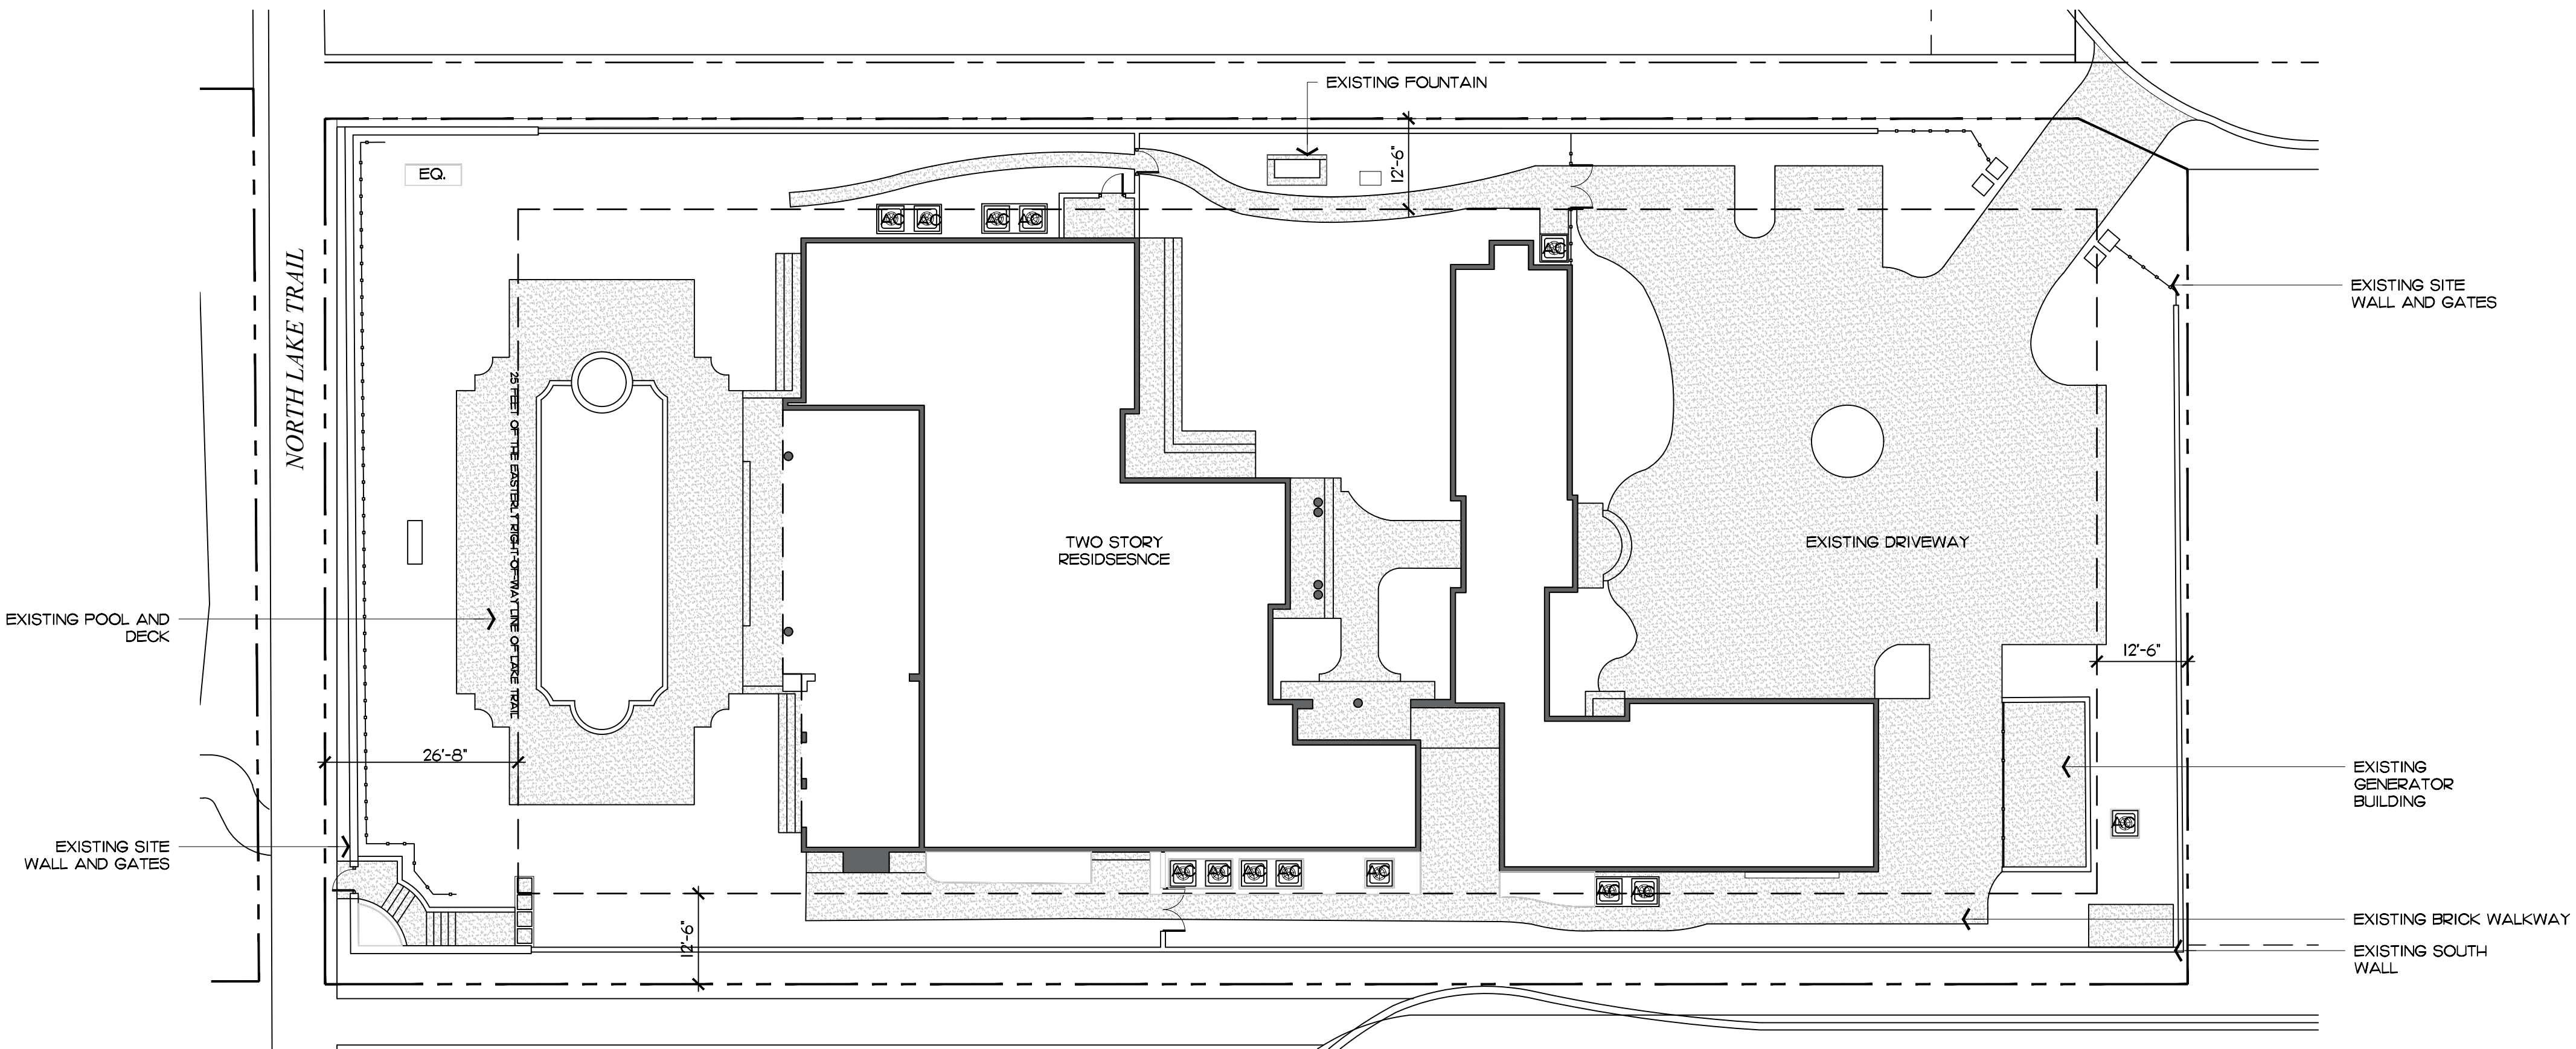 EXISTING FOUNTAIN
12'-6"
EQ.
AC
AC
AC
AC
AC
NORTH LAKE TRAIL
EXISTING SITE
WALL AND GATES
25 FEET OF THE EASTERLY RIGHT-OF-WAY LINE OF LAKE TRAIL
TWO STORY
RESIDSESNCE
EXISTING DRIVEWAY
EXISTING POOL AND
DECK
12'-6"
26'-8"
EXISTING
GENERATOR
BUILDING
AC
EXISTING SITE
WALL AND GATES
AC
AC
AC
AC
AC
AC
AC
12'-6"
EXISTING BRICK WALKWAY
EXISTING SOUTH
WALL